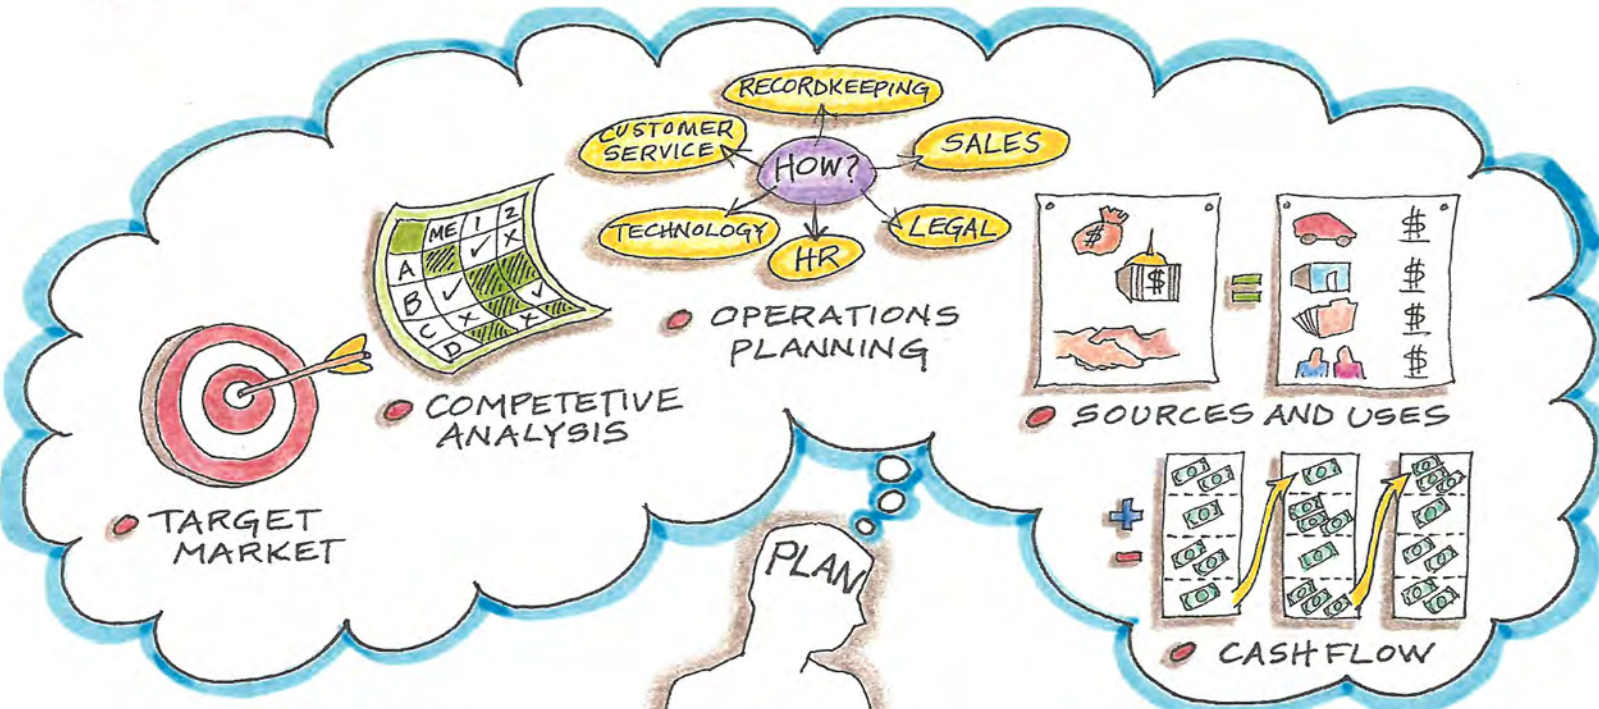 RECORDKEEPING
CUSTOMER
SERVICE
SALES
HOW?
TECHNOLOGY
HR
LEGAL
ME 1 2
A
B
C
D
$
$
$
$
$
$
OPERATIONS
PLANNING
COMPETETIVE
ANALYSIS
SOURCES AND USES
TARGET
MARKET
+
-
PLAN
CASH FLOW